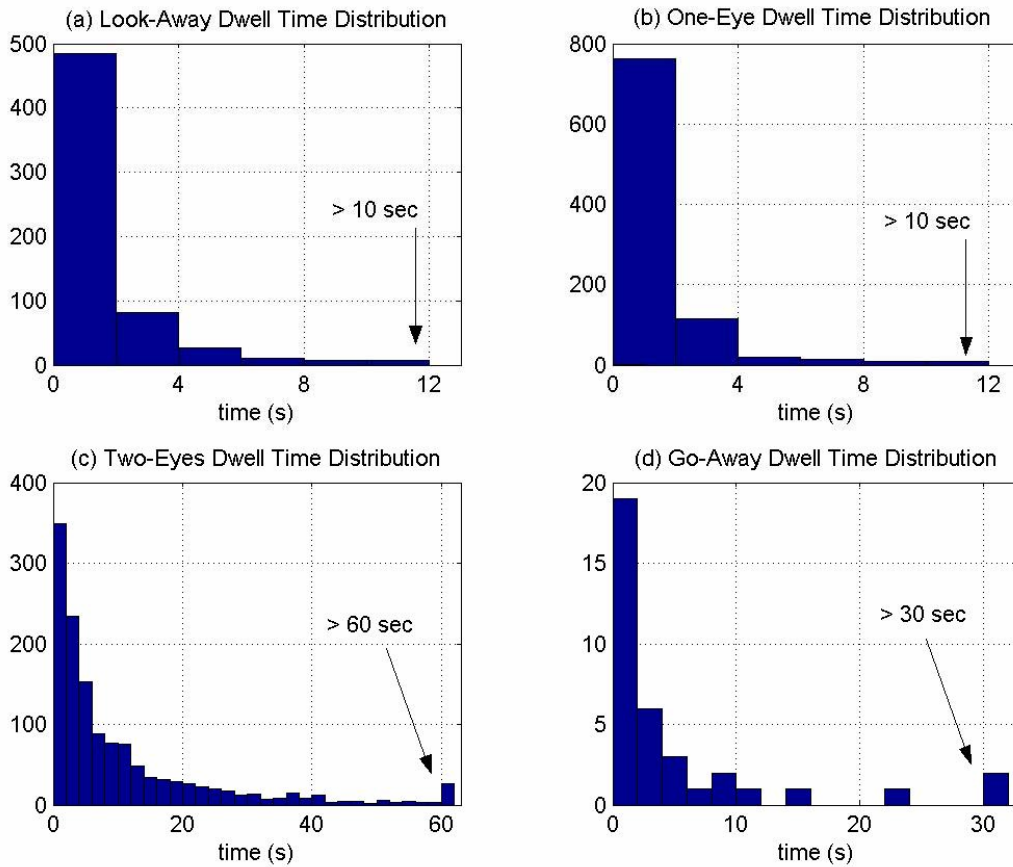 (a) Look-Away Dwell Time Distribution
500
400
300
200
100
0
> 10 sec
0 4 8 12
time (s)
(b) One-Eye Dwell Time Distribution
800
600
400
200
0
> 10 sec
0 4 8 12
time (s)
(c) Two-Eyes Dwell Time Distribution
400
300
200
100
0
> 60 sec
0 20 40 60
time (s)
(d) Go-Away Dwell Time Distribution
20
15
10
5
0
> 30 sec
0 10 20 30
time (s)